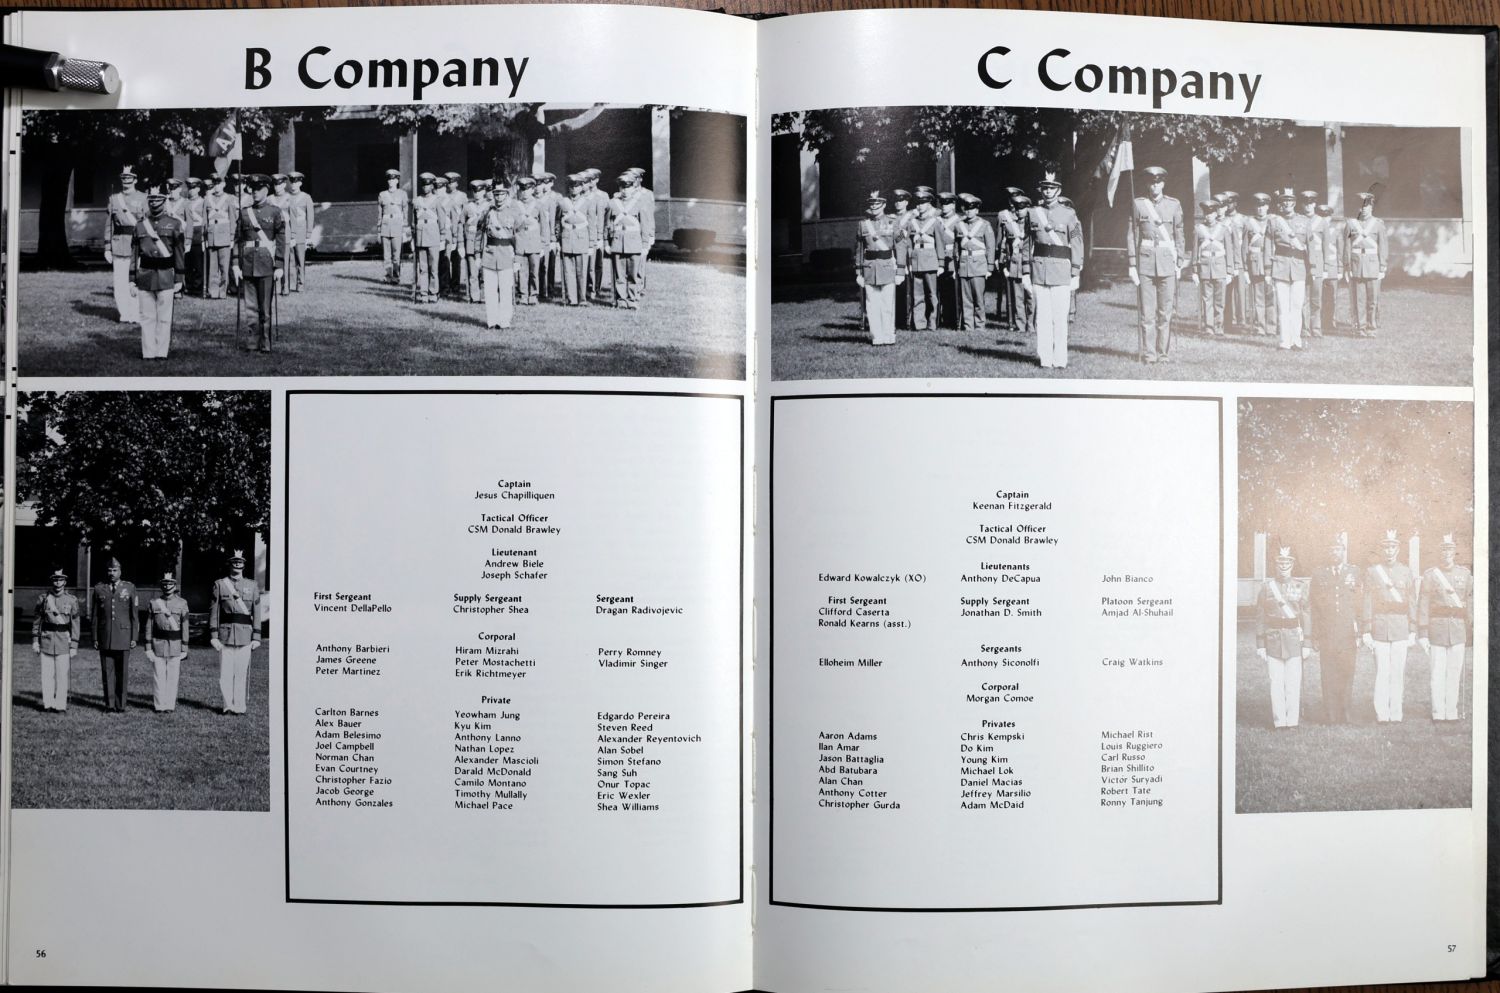 B Company
Captain
Jesus Chapilliquen
Tactical Officer
CSM Donald Brawley
Lieutenant
Andrew Biele
Joseph Schafer
First Sergeant Supply Sergeant Sergeant
Vincent DellaPello Christopher Shea Dragan Radivojevic
Corporal
Anthony Barbieri Hiram Mizrahi Perry Romney
James Greene Peter Mostachetti Vladimir Singer
Peter Martinez Erik Richtmeyer
Private
Carlton Barnes Yeowham Jung Edgardo Pereira
Alex Bauer Kyu Kim Steven Reed
Adam Belesimo Anthony Lanno Alexander Reyentovich
Joel Campbell Nathan Lopez Alan Sobel
Norman Chan Alexander Mascioli Simon Stefano
Evan Courtney Darald McDonald Sang Suh
Christopher Fazio Camilo Montano Onur Topac
Jacob George Timothy Mullally Eric Wexler
Anthony Gonzales Michael Pace Shea Williams
56
C Company
Captain
Keenan Fitzgerald
Tactical Officer
CSM Donald Brawley
Lieutenants
Edward Kowalczyk (XO) Anthony DeCapua John Bianco
First Sergeant Supply Sergeant Platoon Sergeant
Clifford Caserta Jonathan D. Smith Amjad Al-Shuhail
Ronald Kearns (asst.)
Sergeants
Elloheim Miller Anthony Siconolfi Craig Watkins
Corporal
Morgan Comoe
Privates
Aaron Adams Chris Kempski Michael Rist
Ilan Amar Do Kim Louis Ruggiero
Jason Battaglia Young Kim Carl Russo
Abd Batubara Michael Lok Brian Shillito
Alan Chan Daniel Macias Victor Suryadi
Anthony Cotter Jeffrey Marsilio Robert Tate
Christopher Gurda Adam McDaid Ronny Tanjung
57